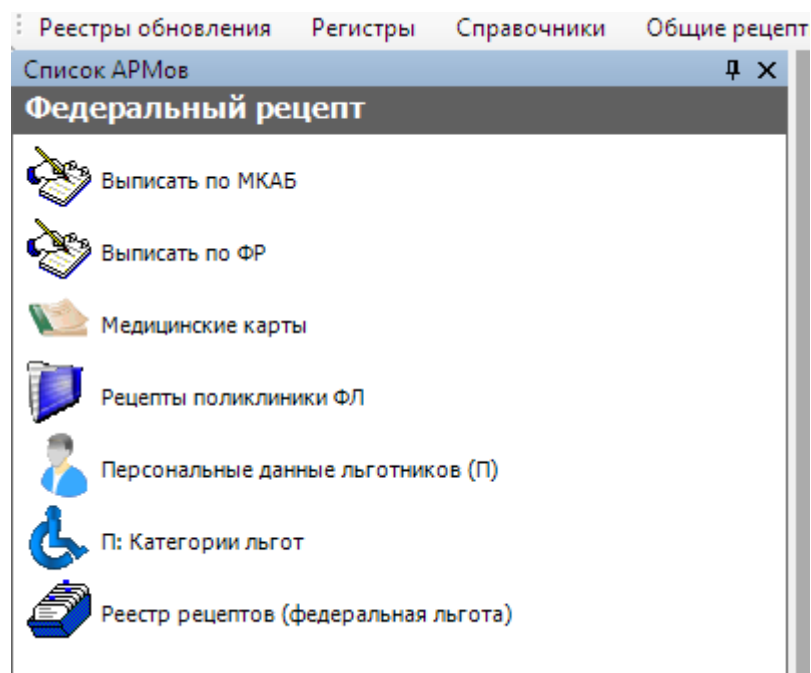 Реестры обновления Регистры Справочники Общие рецепт
Список АРМов
Федеральный рецепт
Выписать по МКАБ
Выписать по ФР
Медицинские карты
Рецепты поликлиники ФЛ
Персональные данные льготников (П)
П: Категории льгот
Реестр рецептов (федеральная льгота)